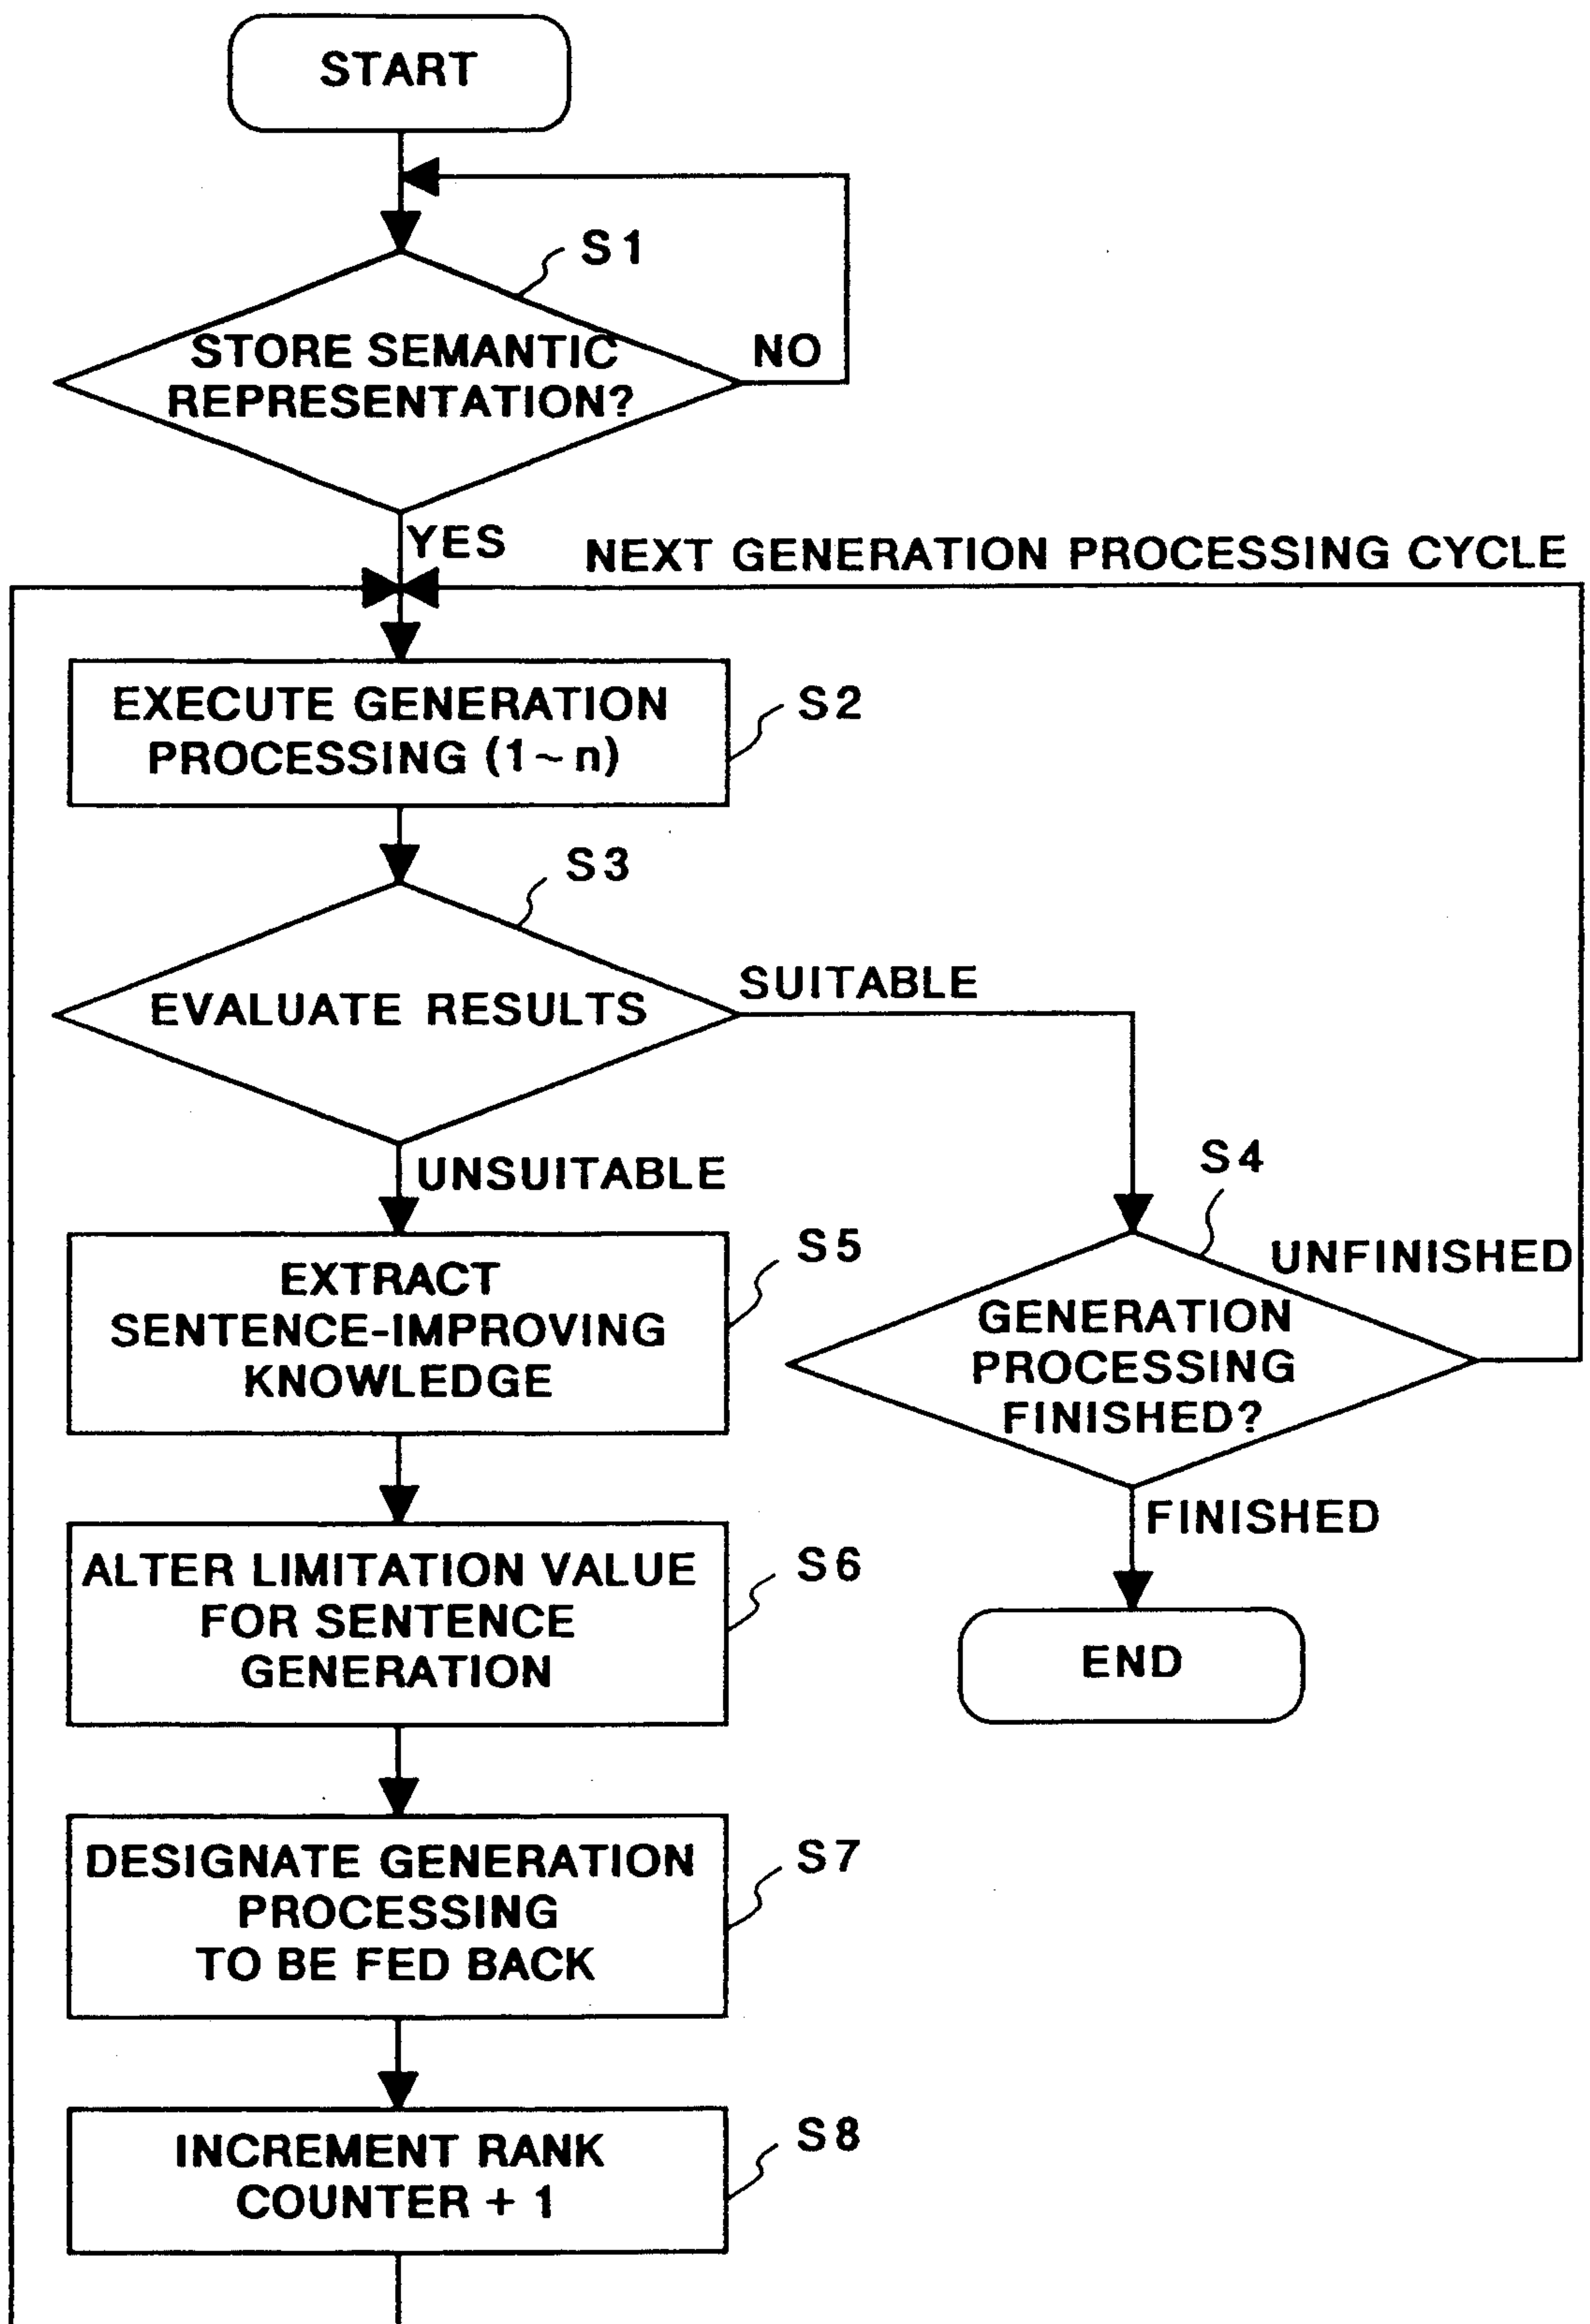 START
S1
STORE SEMANTIC
REPRESENTATION?
NO
YES
NEXT GENERATION PROCESSING CYCLE
EXECUTE GENERATION
PROCESSING (1~n)
S2
S3
EVALUATE RESULTS
SUITABLE
UNSUITABLE
S4
UNFINISHED
GENERATION
PROCESSING
FINISHED?
FINISHED
END
S5
EXTRACT
SENTENCE-IMPROVING
KNOWLEDGE
S6
ALTER LIMITATION VALUE
FOR SENTENCE
GENERATION
S7
DESIGNATE GENERATION
PROCESSING
TO BE FED BACK
S8
INCREMENT RANK
COUNTER + 1